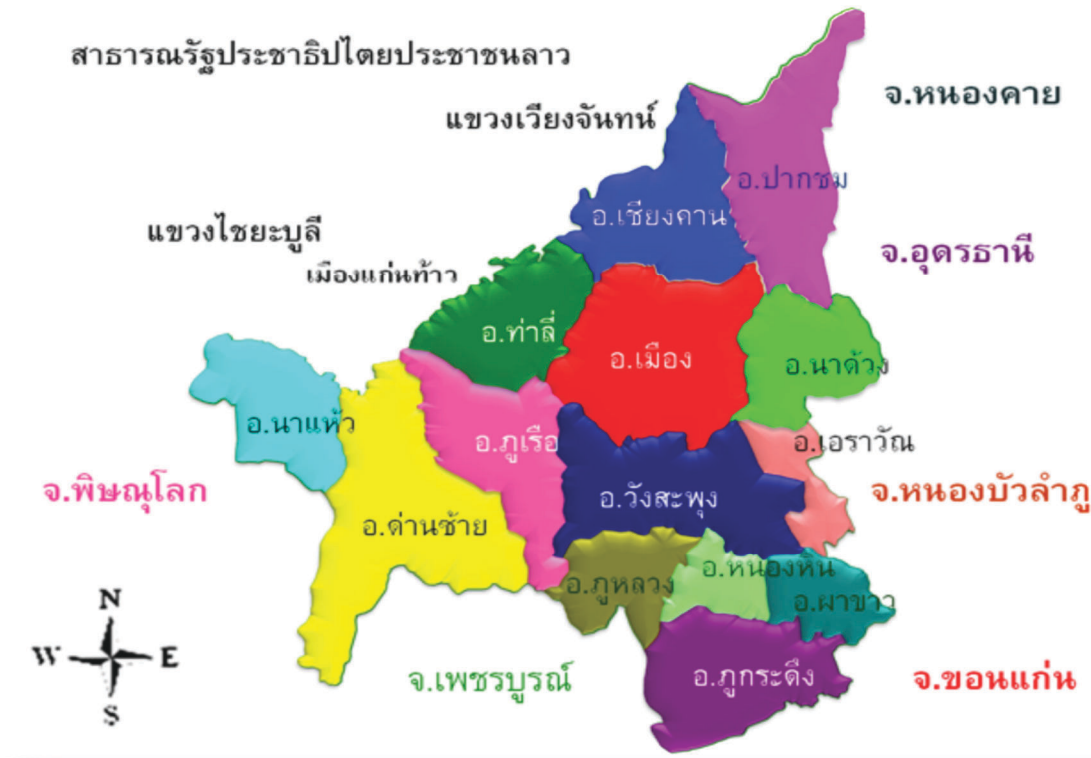 สาธารณรัฐประชาธิปไตยประชาชนลาว
จ.หนองคาย
แขวงเวียงจันทน์
อ.ปากชม
อ.เชียงคาน
แขวงไชยะบูลี
จ.อุดรธานี
เมืองแก่นท้าว
อ.ท่าลี่
อ.เมือง
อ.นาด้วง
อ.นาแห้ว
อ.ภูเรือ
อ.เอราวัณ
จ.พิษณุโลก
อ.วังสะพุง
จ.หนองบัวลำภู
อ.ด่านซ้าย
อ.หนองหิน
อ.ภูหลวง
อ.ผาขาว
N
W
E
S
จ.เพชรบูรณ์
อ.ภูกระดึง
จ.ขอนแก่น